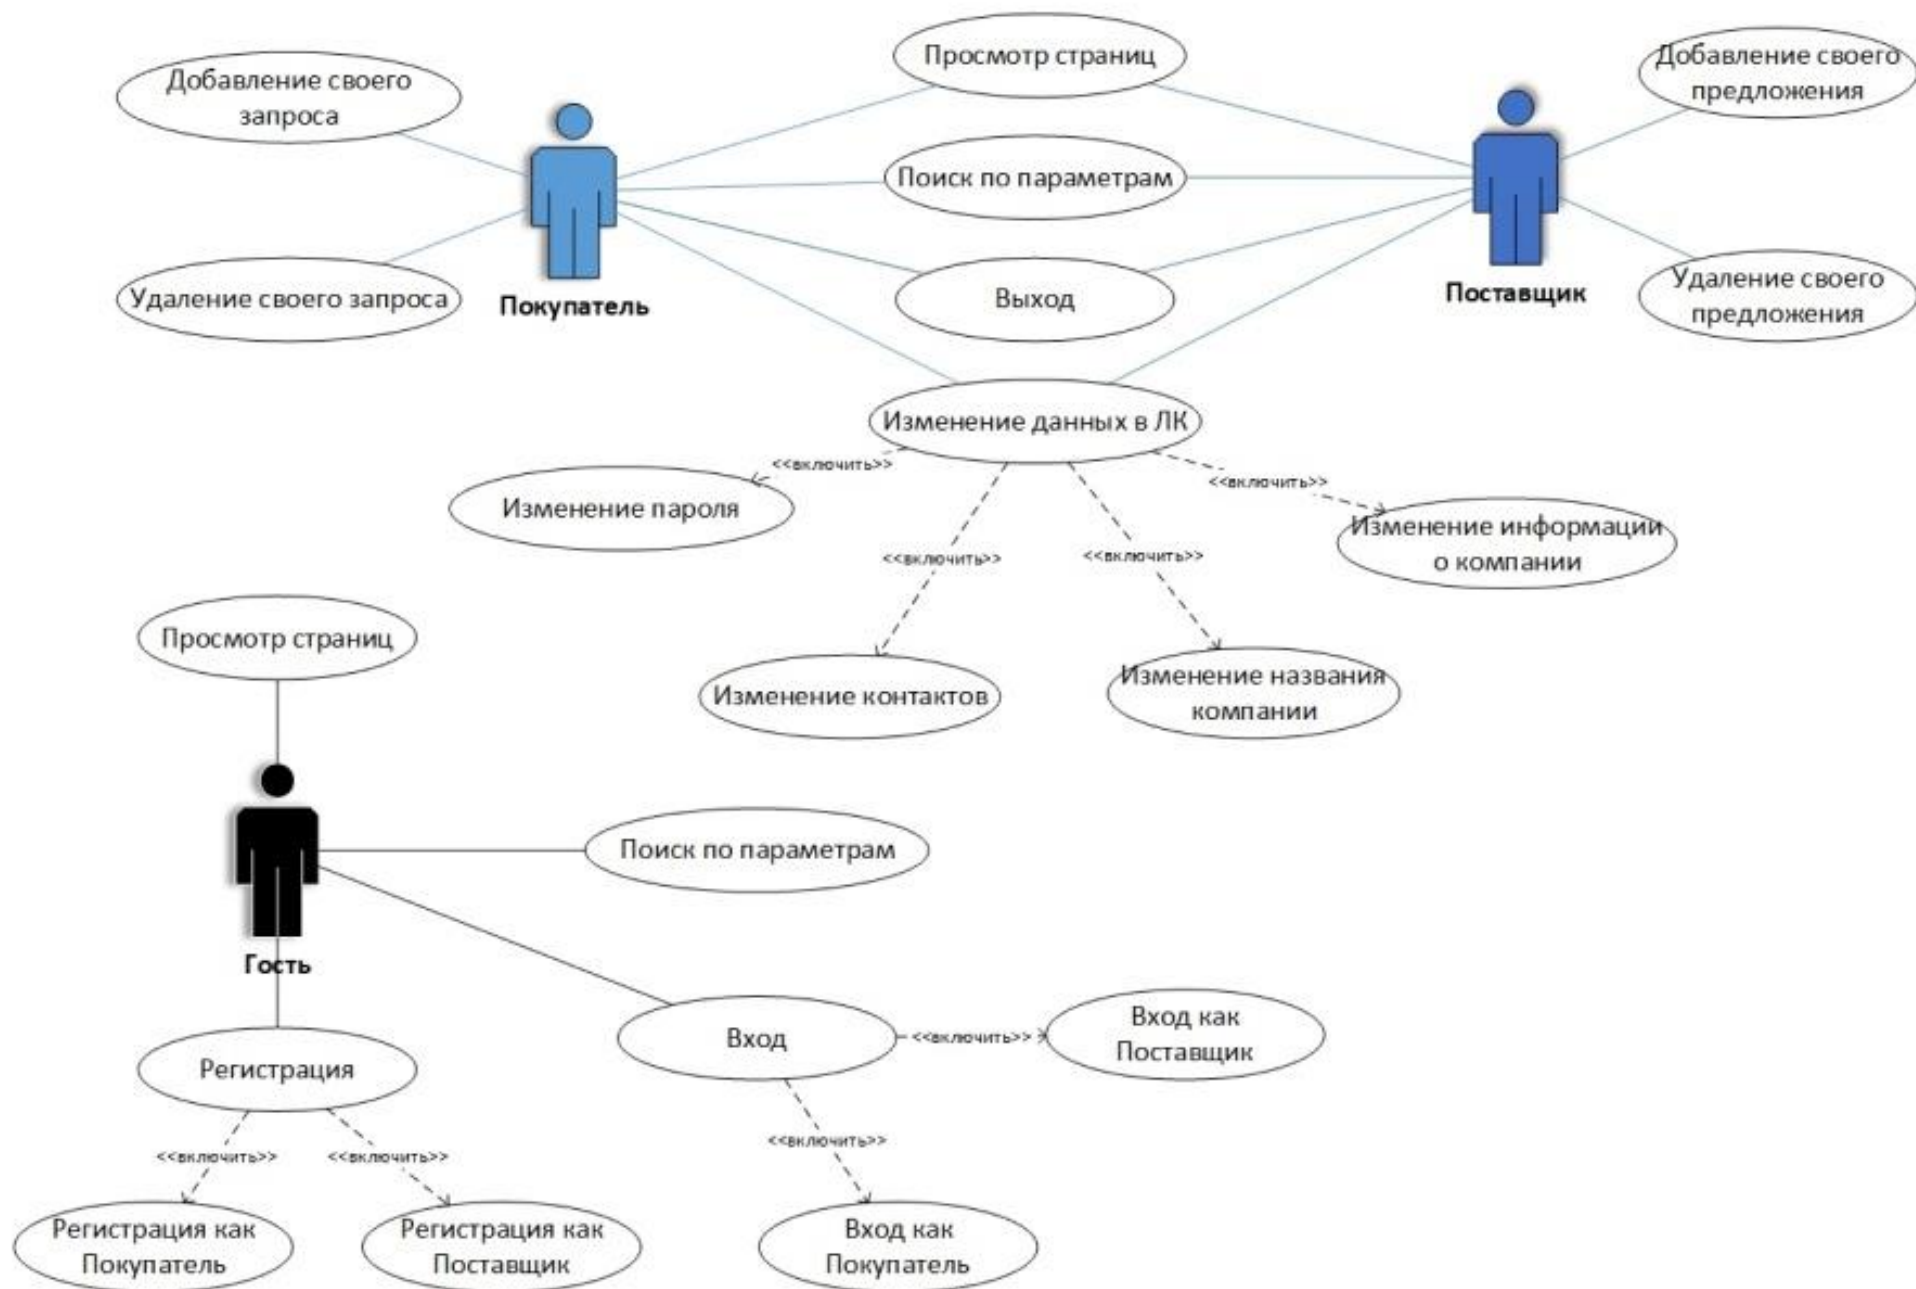 Добавление своего
запроса
Просмотр страниц
Добавление своего
предложения
Поиск по параметрам
Удаление своего запроса
Покупатель
Выход
Поставщик
Удаление своего
предложения
Изменение данных в ЛК
<<включить>>
<<включить>>
Изменение пароля
Изменение информации
о компании
<<включить>>
<<включить>>
Просмотр страниц
Изменение контактов
Изменение названия
компании
Поиск по параметрам
Гость
Вход
<<включить>>
Вход как
Поставщик
Регистрация
<<включить>>
<<включить>>
<<включить>>
Регистрация как
Покупатель
Регистрация как
Поставщик
Вход как
Покупатель